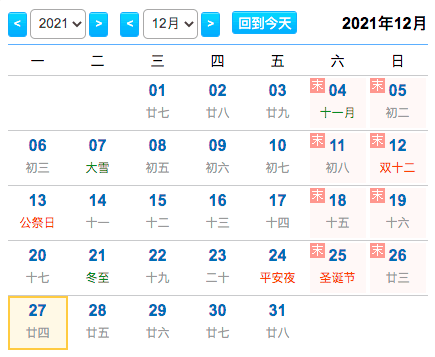 < 2021 > < 12月 > 回到今天 2021年12月
一 二 三 四 五 六 日
01 02 03 末 04 末 05
廿七 廿八 廿九 十一月 初二
06 07 08 09 10 末 11 末 12
初三 大雪 初五 初六 初七 初八 双十二
13 14 15 16 17 末 18 末 19
公祭日 十一 十二 十三 十四 十五 十六
20 21 22 23 24 末 25 末 26
十七 冬至 十九 二十 平安夜 圣诞节 廿三
27 28 29 30 31
廿四 廿五 廿六 廿七 廿八